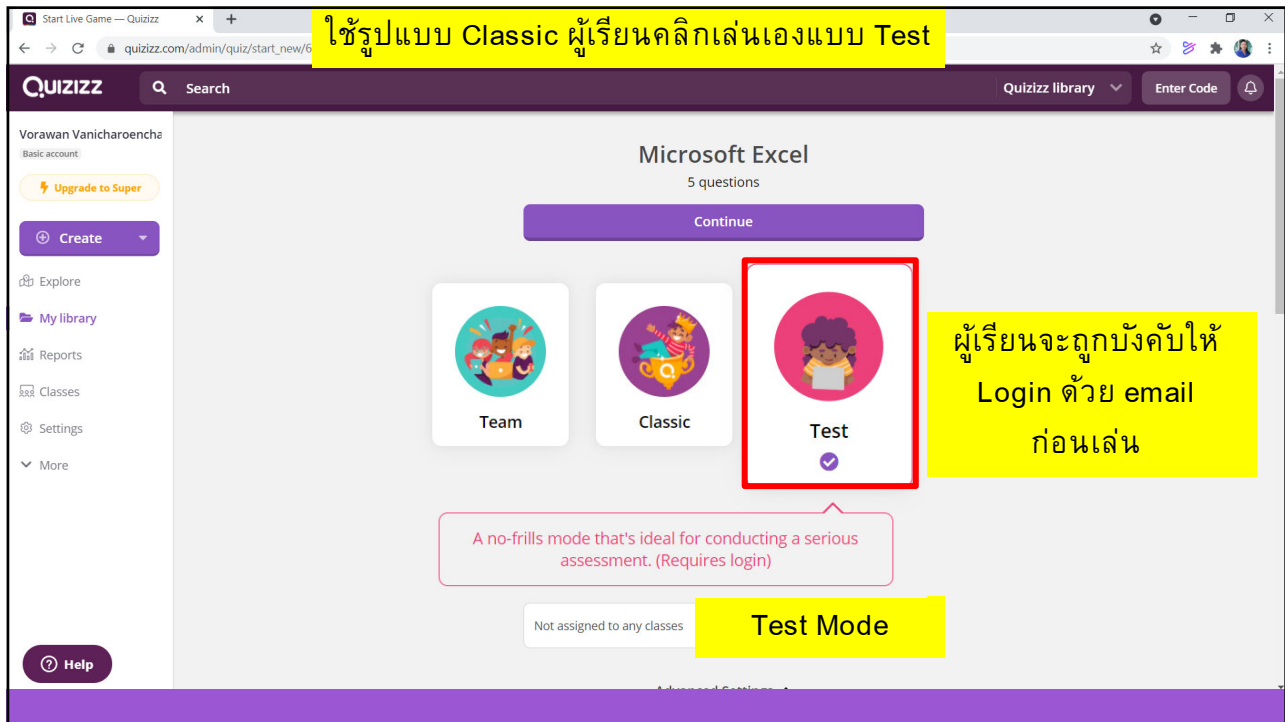 Start Live Game — Quizizz
ใช้รูปแบบ Classic ผู้เรียนคลิกเล่นเองแบบ Test
quizizz.com/admin/quiz/start_new/6
QUIZIZZ
Search
Quizizz library
Enter Code
Vorawan Vanicharoencha
Basic account
Upgrade to Super
Create
Explore
My library
Reports
Classes
Settings
More
Help
Microsoft Excel
5 questions
Continue
Team
Classic
Test
ผู้เรียนจะถูกบังคับให้
Login ด้วย email
ก่อนเล่น
A no-frills mode that's ideal for conducting a serious
assessment. (Requires login)
Not assigned to any classes
Test Mode